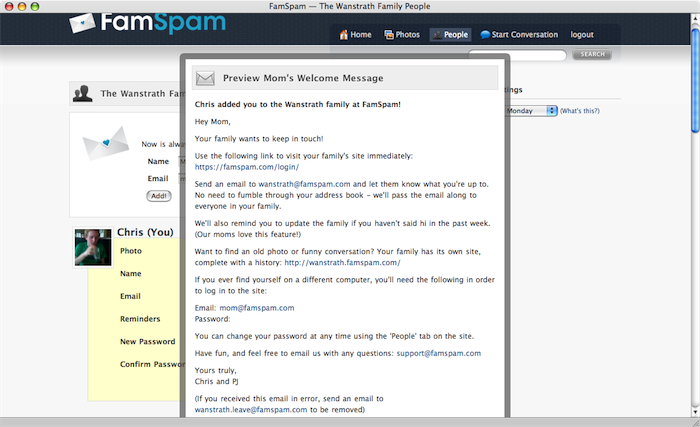 FamSpam — The Wanstrath Family People
FamSpam
Home
Photos
People
Start Conversation
logout
SEARCH
The Wanstrath Fam
Now is alwa
Name
Email
Add!
Chris (You)
Photo
Name
Email
Reminders
New Password
Confirm Password
Preview Mom's Welcome Message
Chris added you to the Wanstrath family at FamSpam!
Hey Mom,
Your family wants to keep in touch!
Use the following link to visit your family's site immediately:
https://famspam.com/login/
Send an email to wanstrath@famspam.com and let them know what you're up to.
No need to fumble through your address book – we'll pass the email along to
everyone in your family.
We'll also remind you to update the family if you haven't said hi in the past week.
(Our moms love this feature!)
Want to find an old photo or funny conversation? Your family has its own site,
complete with a history: http://wanstrath.famspam.com/
If you ever find yourself on a different computer, you'll need the following in order
to log in to the site:
Email: mom@famspam.com
Password:
You can change your password at any time using the 'People' tab on the site.
Have fun, and feel free to email us with any questions: support@famspam.com
Yours truly,
Chris and PJ
(If you received this email in error, send an email to
wanstrath.leave@famspam.com to be removed)
tings
Monday
(What's this?)